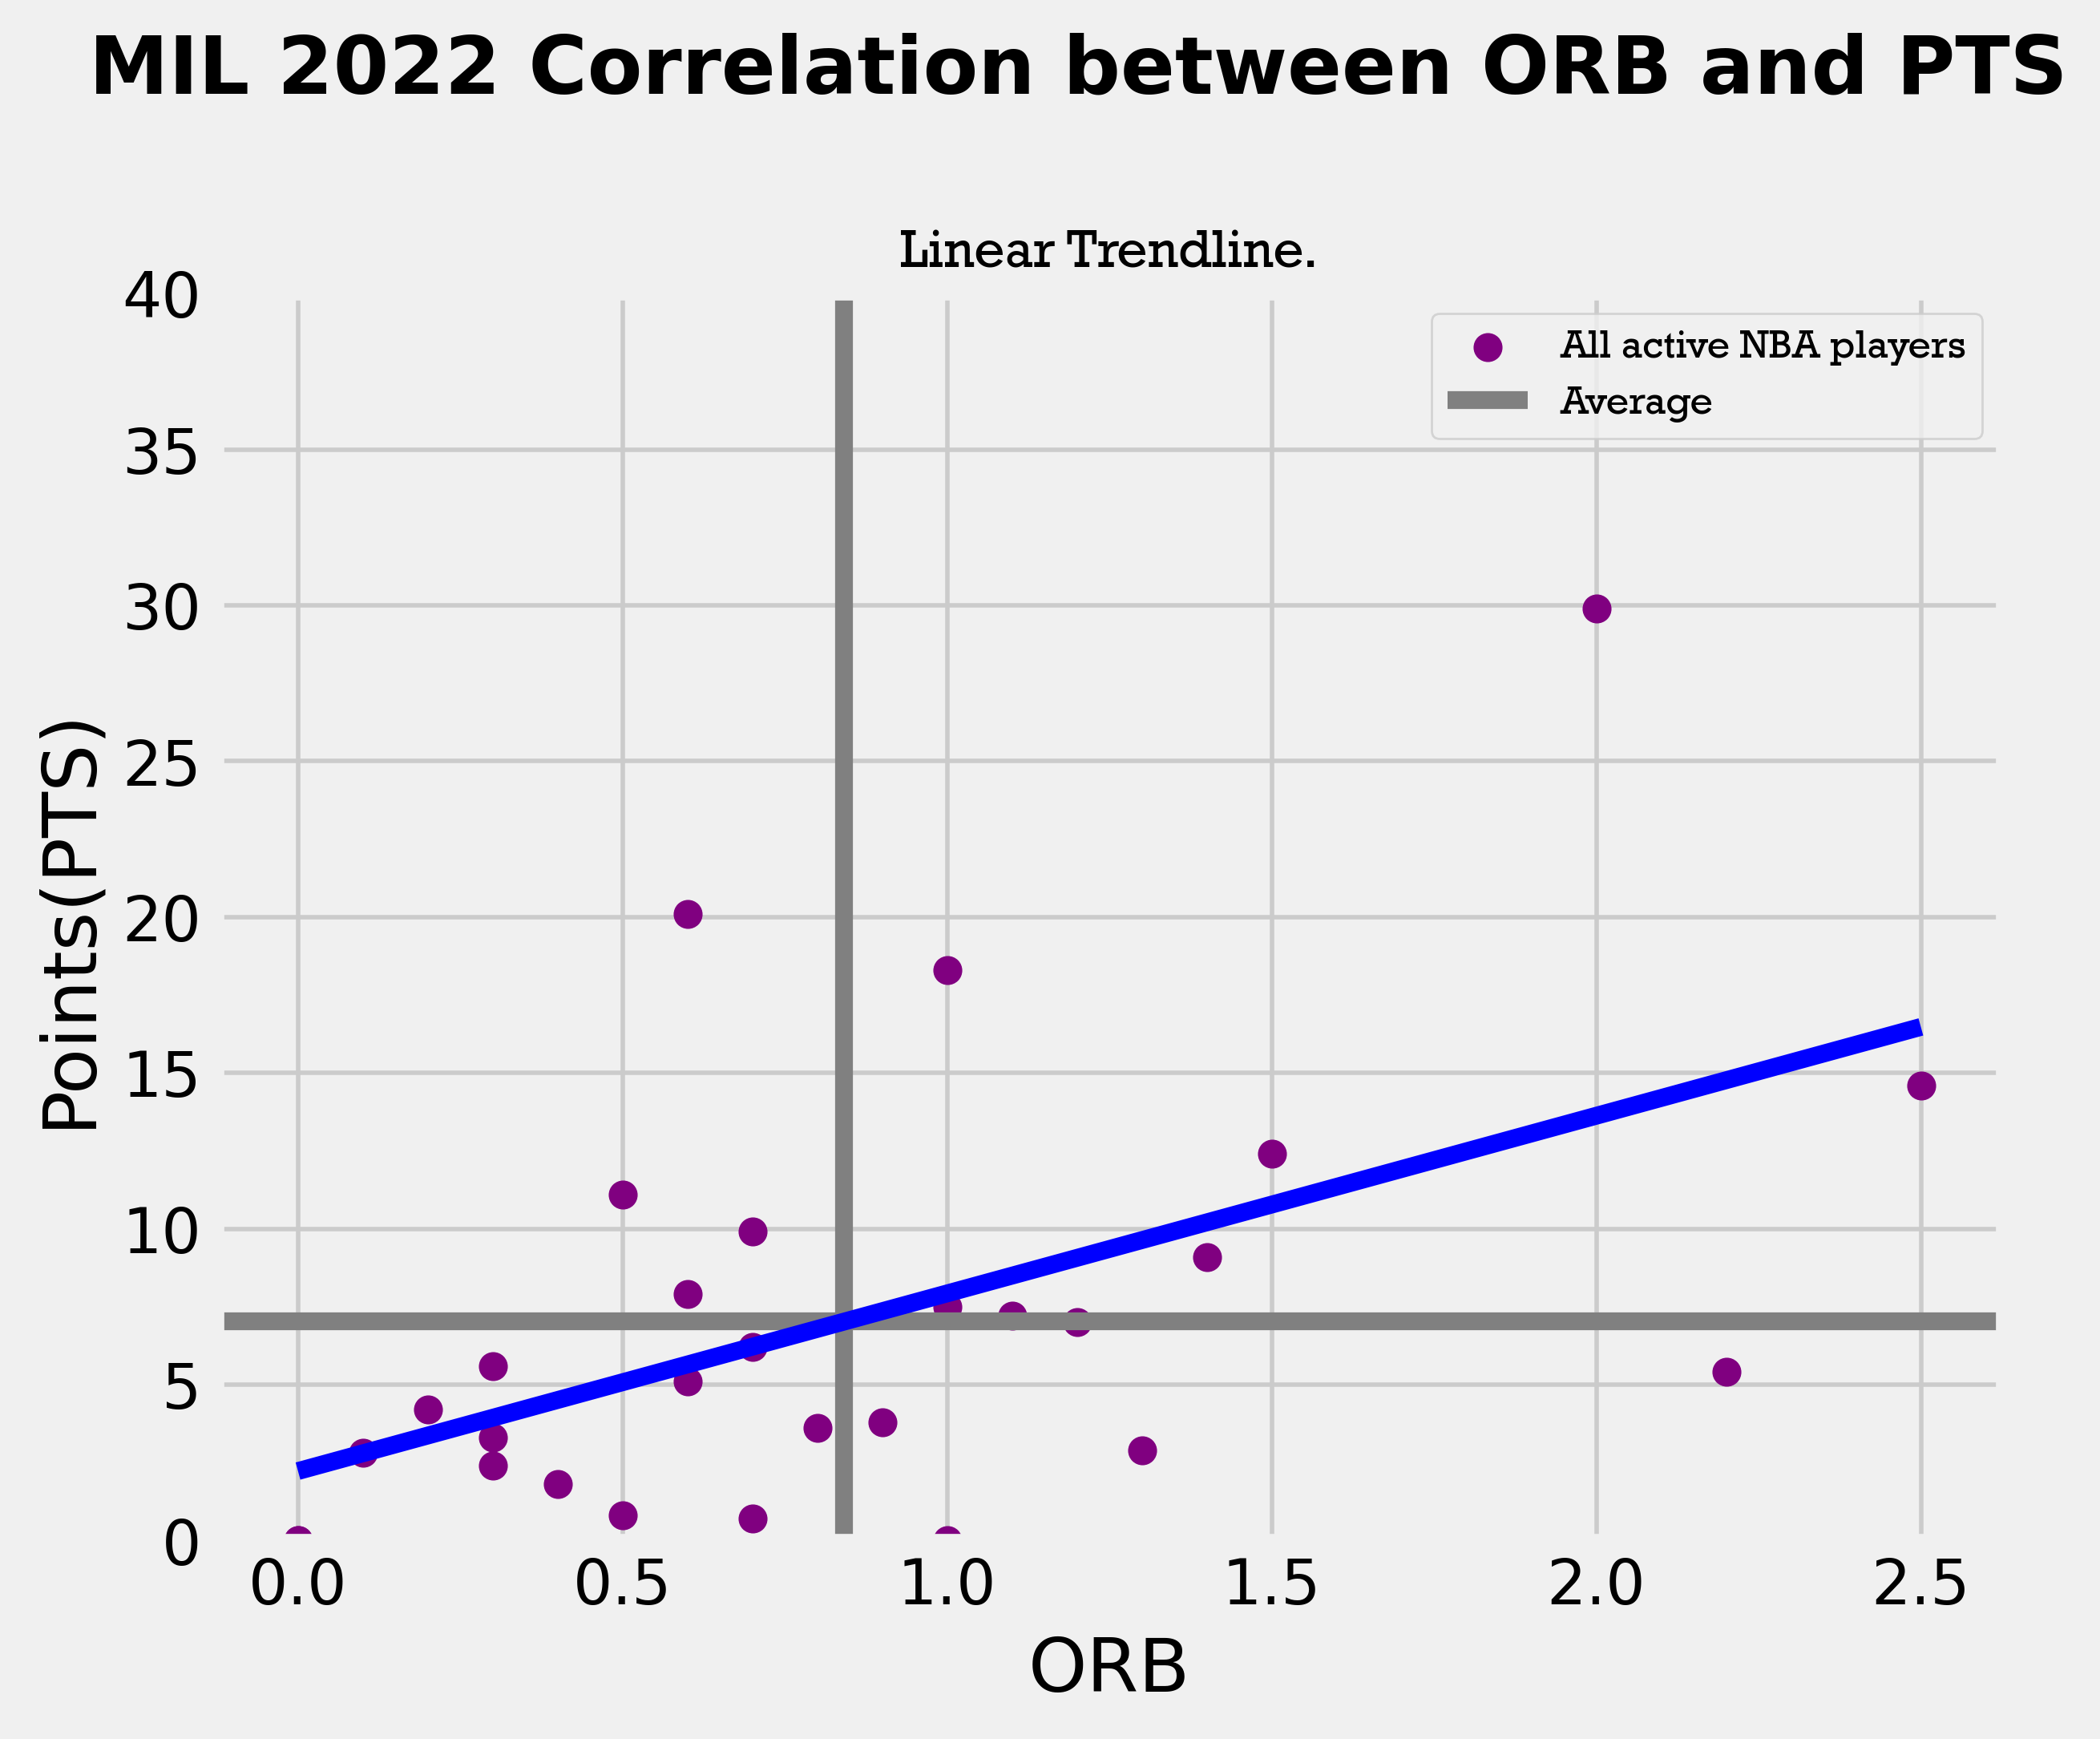 MIL 2022 Correlation between ORB and PTS
Linear Trendline.
All active NBA players
Average
40
35
30
25
20
15
10
5
0
Points(PTS)
0.0 0.5 1.0 1.5 2.0 2.5
ORB